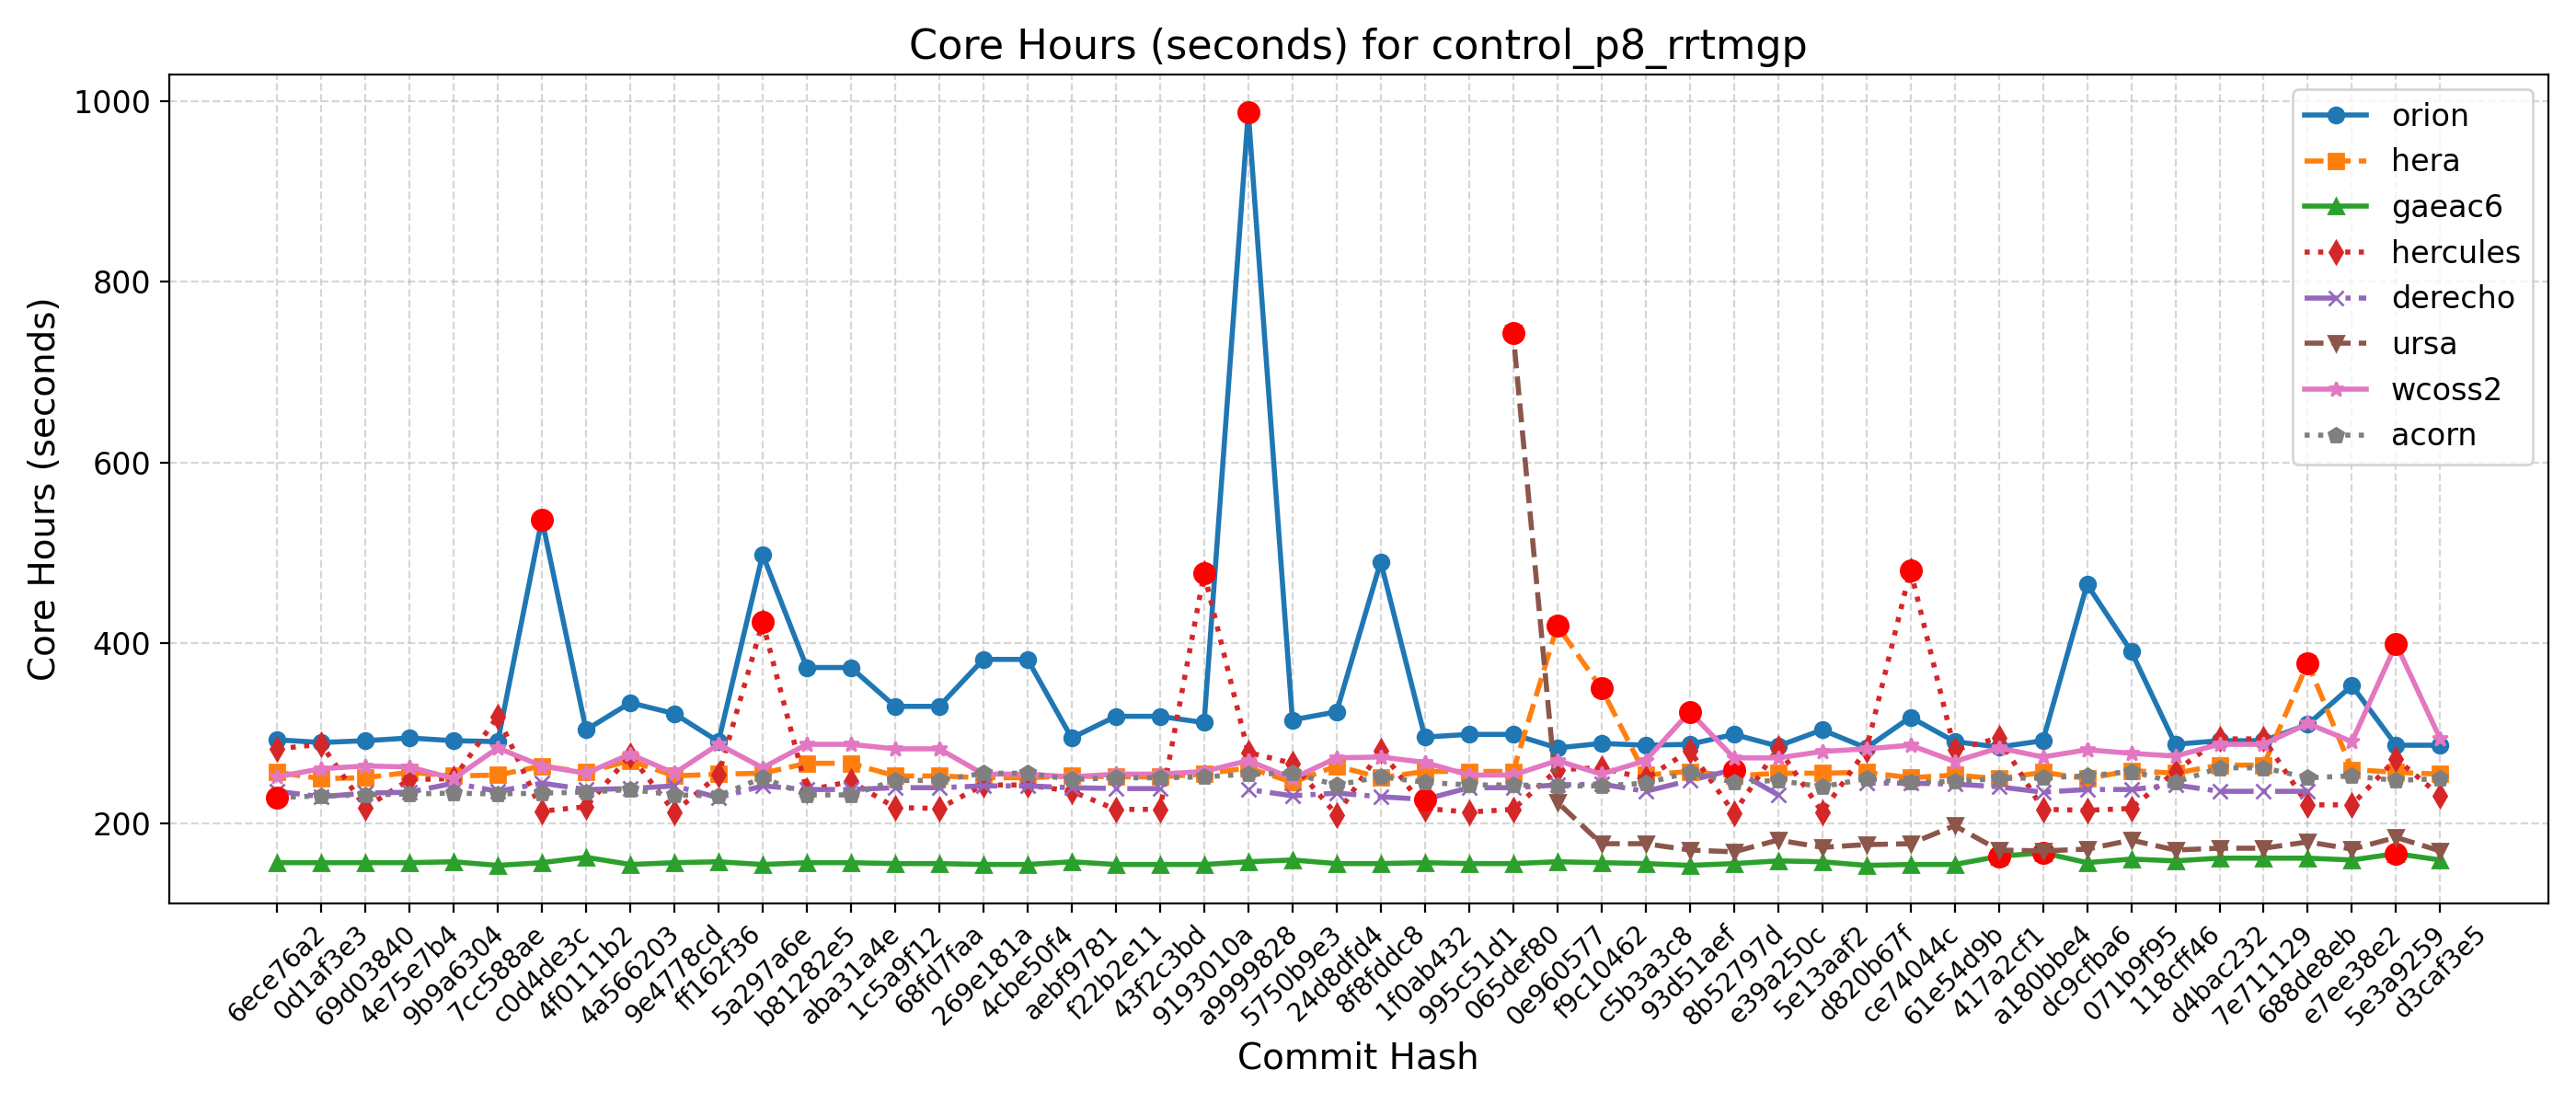 Core Hours (seconds) for control_p8_rrtmgp
Core Hours (seconds)
1000
800
600
400
200
orion
hera
gaeac6
hercules
derecho
ursa
wcoss2
acorn
6ece76a2
0d1af3e3
69d03840
4e75e7b4
9b9a6304
7cc588ae
c0d4de3c
4f0111b2
4a566203
9e4778cd
ff162f36
5a297a6e
b81282e5
aba31a4e
1c5a9f12
68fd7faa
269e181a
4cbe50f4
aebf9781
f22b2e11
43f2c3bd
9193010a
a9999828
5750b9e3
24d8dfd4
8f8fddc8
1f0ab432
995c51d1
065def80
0e960577
f9c10462
c5b3a3c8
93d51aef
8b52797d
e39a250c
5e13aaf2
d820b67f
ce74044c
61e54d9b
417a2cf1
a180bbe4
dc9cfba6
071b9f95
118cff46
d4bac232
7e711129
688de8eb
e7ee38e2
5e3a9259
d3caf3e5
Commit Hash